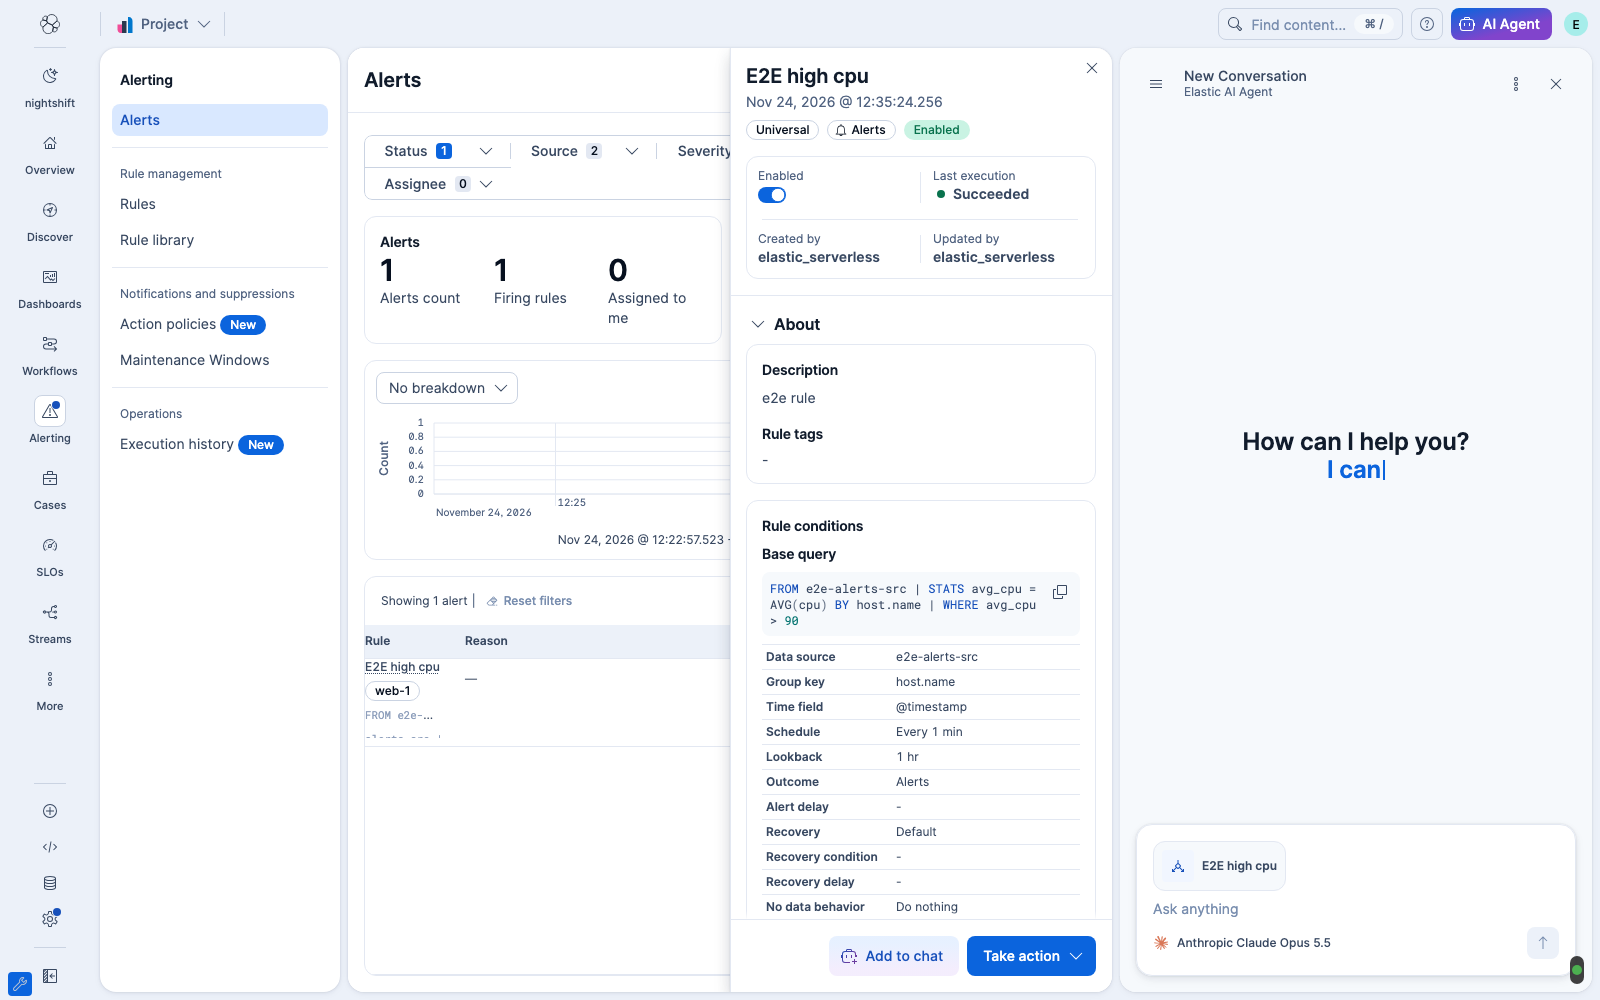 Project
Find content...
⌘ /
AI Agent
E
nightshift
Overview
Discover
Dashboards
Workflows
Alerting
Cases
SLOs
Streams
More
Alerting
Alerts
Rule management
Rules
Rule library
Notifications and suppressions
Action policies New
Maintenance Windows
Operations
Execution history New
Alerts
Status 1
Source 2
Severity
Assignee 0
Alerts
1
Alerts count
1
Firing rules
0
Assigned to
me
No breakdown
Count
1
0.8
0.6
0.4
0.2
0
12:25
November 24, 2026
Nov 24, 2026 @ 12:22:57.523 -
Showing 1 alert
Reset filters
Rule
Reason
E2E high cpu
—
web-1
FROM e2e-...
alerts-src |
E2E high cpu
Nov 24, 2026 @ 12:35:24.256
Universal
Alerts
Enabled
Enabled
Last execution
Succeeded
Created by
elastic_serverless
Updated by
elastic_serverless
About
Description
e2e rule
Rule tags
-
Rule conditions
Base query
FROM e2e-alerts-src | STATS avg_cpu =
AVG(cpu) BY host.name | WHERE avg_cpu
> 90
Data source e2e-alerts-src
Group key host.name
Time field @timestamp
Schedule Every 1 min
Lookback 1 hr
Outcome Alerts
Alert delay -
Recovery Default
Recovery condition -
Recovery delay -
No data behavior Do nothing
Add to chat
Take action
New Conversation
Elastic AI Agent
How can I help you?
I can
E2E high cpu
Ask anything
Anthropic Claude Opus 5.5